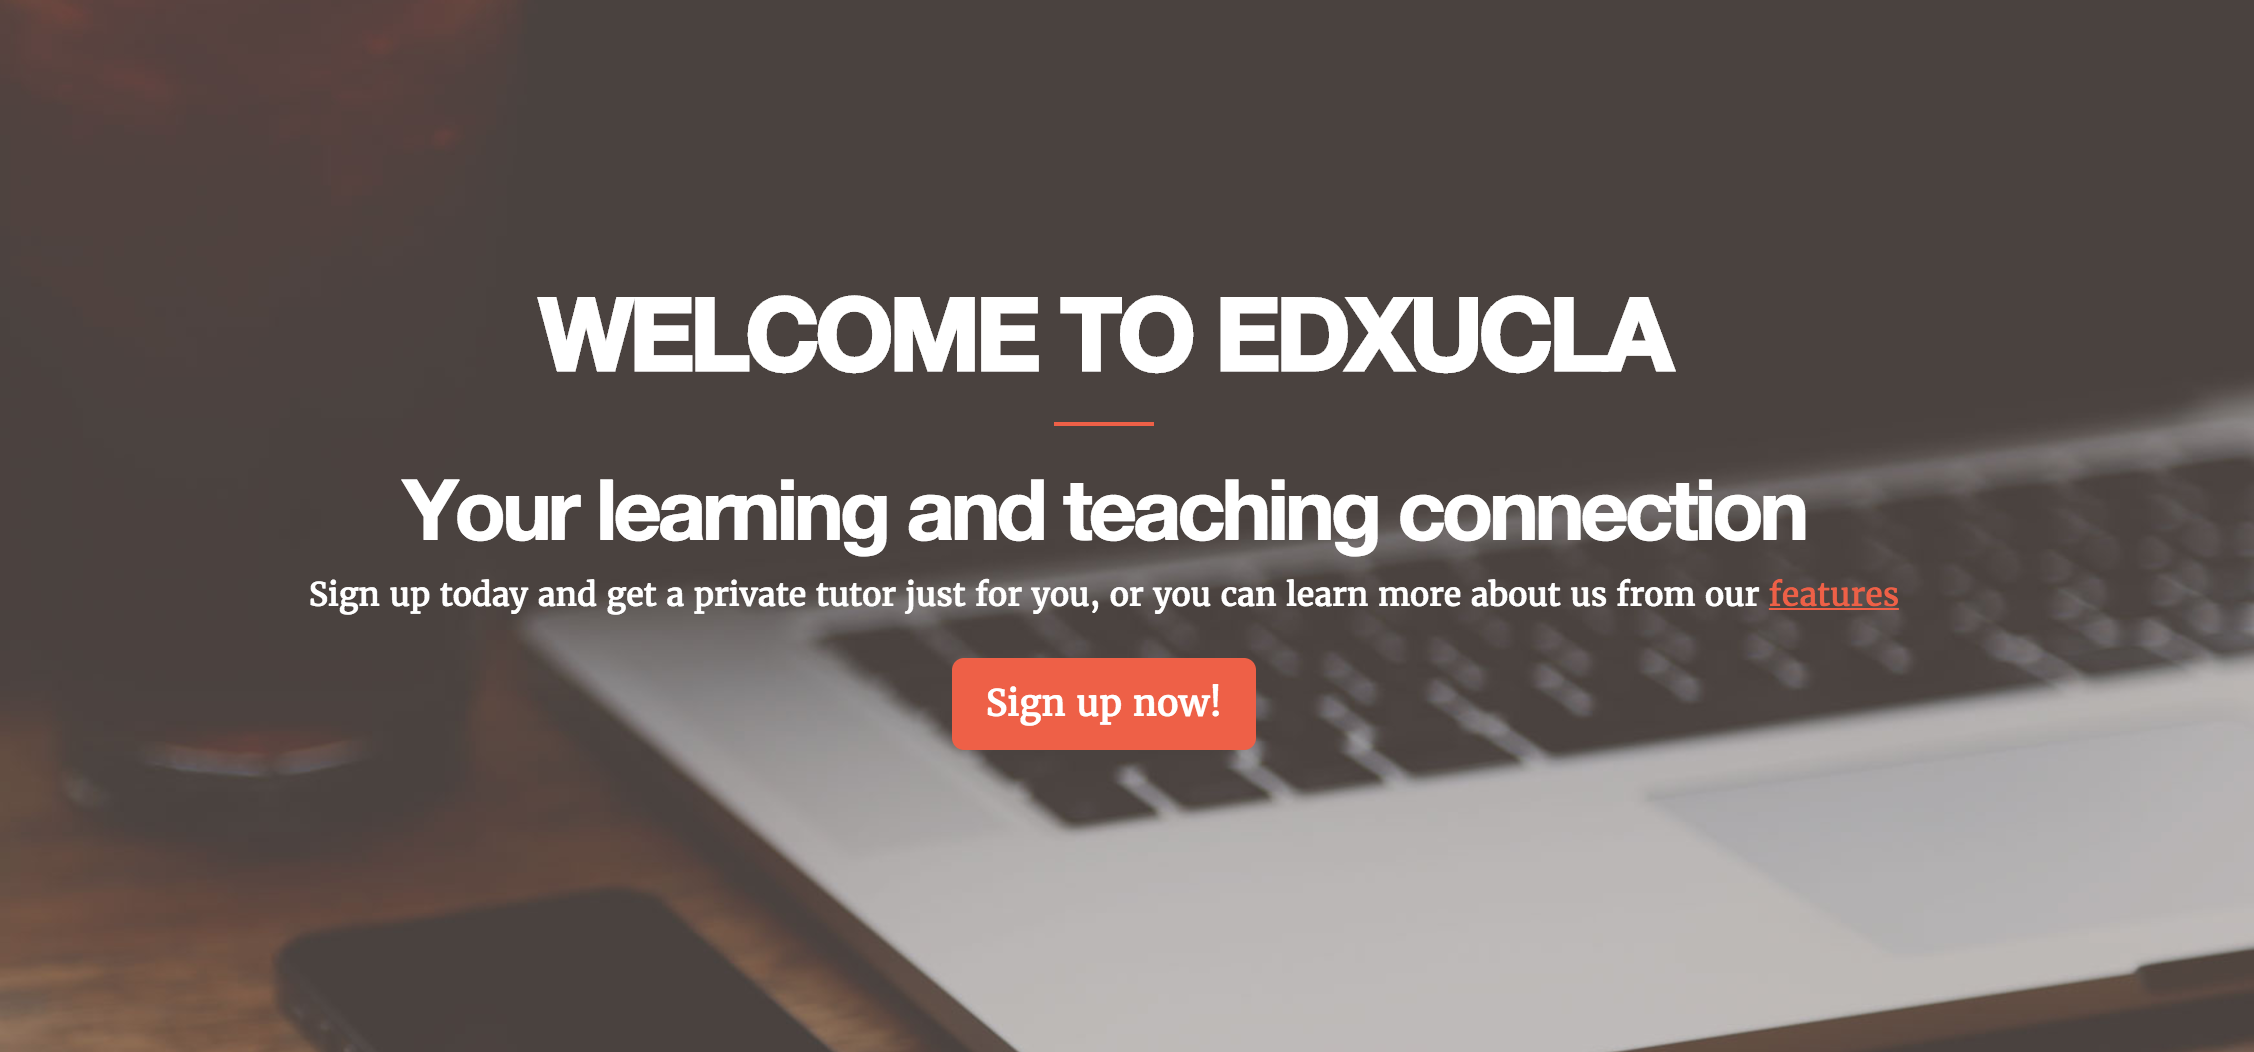 WELCOME TO EDXUCLA
Your learning and teaching connection
Sign up today and get a private tutor just for you, or you can learn more about us from our features
Sign up now!